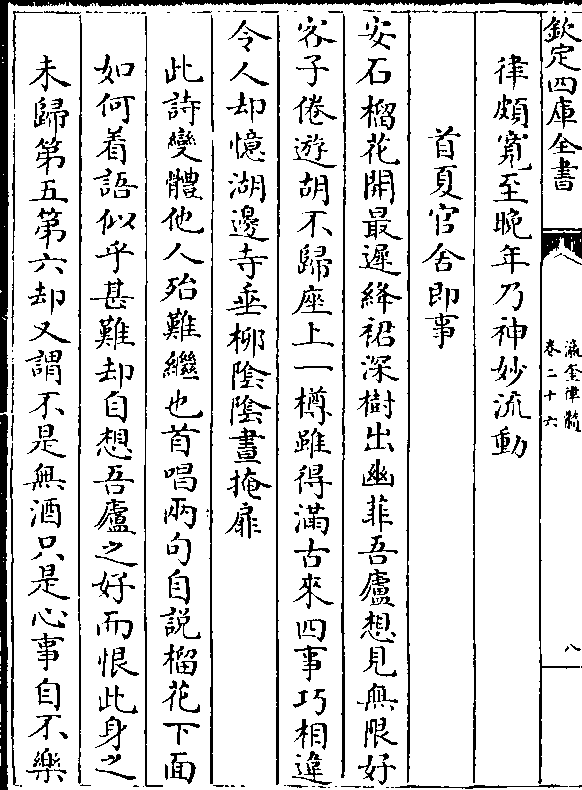 欽定四庫全書
瀛奎律髓
卷二十六
八
律頗寬至晚年乃神妙流動
首夏官舍即事
安石榴花開最遲絳裙深樹出幽菲吾廬想見無限好
客子倦遊胡不歸座上一樽雖得滿古來四事巧相違
令人却憶湖邊寺垂柳陰陰晝掩扉
此詩變體他人殆難繼也首唱兩句自説榴花下面
如何着語似乎甚難却自想吾廬之好而恨此身之
未歸第五第六却又謂不是無酒只是心事自不樂